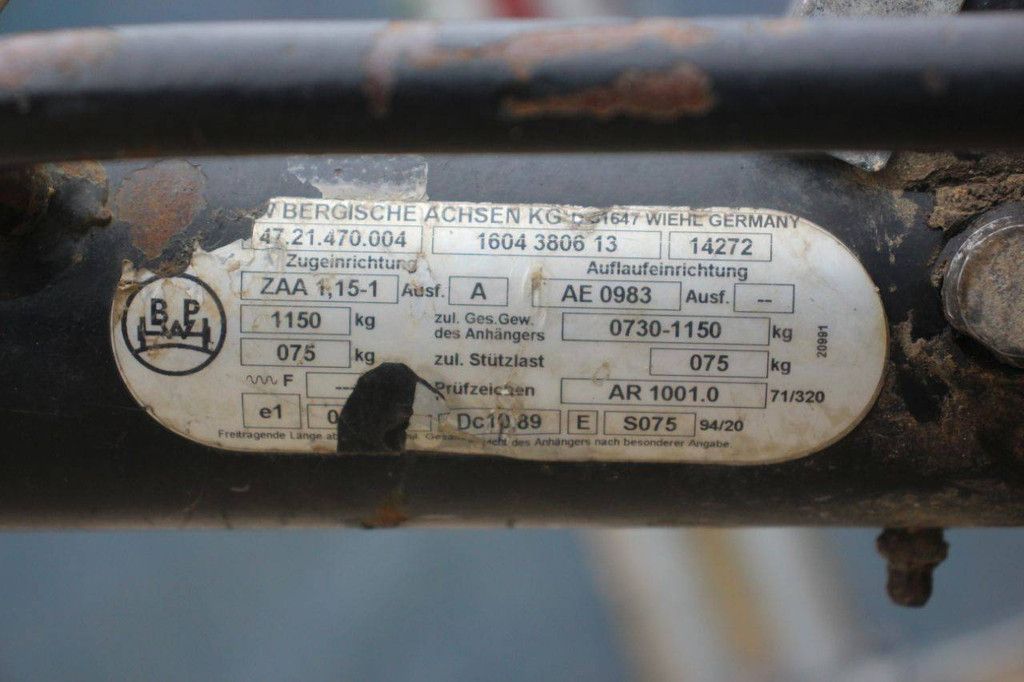 BERGISCHE ACHSEN KG D-51647 WIEHL GERMANY
47.21.470.004 1604 3806 13 14272
Zugeinrichtung Auflaufeinrichtung
ZAA 1,15-1 Ausf. A AE 0983 Ausf. --
BPW
1150 kg zul. Ges.Gew. des Anhängers 0730-1150 kg
075 kg zul. Stützlast 075 kg
F -- Prüfzeichen AR 1001.0 71/320
e1 0 Dc10.89 E S075 94/20
Freitragende Länge des Anhängers nach besonderer Angabe.
20991